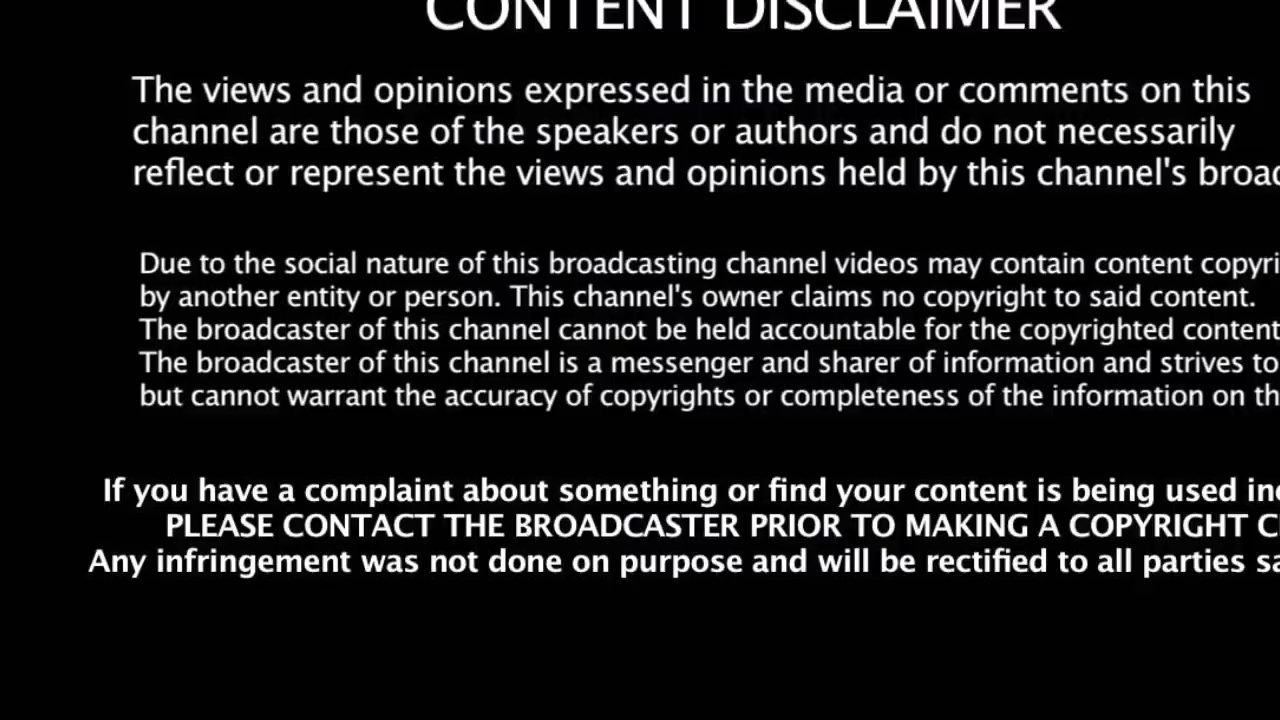 CONTENT DISCLAIMER
The views and opinions expressed in the media or comments on this
channel are those of the speakers or authors and do not necessarily
reflect or represent the views and opinions held by this channel's
Due to the social nature of this broadcasting channel videos may contain content
by another entity or person. This channel's owner claims no copyright to said content.
The broadcaster of this channel cannot be held accountable for the copyrighted content
The broadcaster of this channel is a messenger and sharer of information and strives to
but cannot warrant the accuracy of copyrights or completeness of the information on
If you have a complaint about something or find your content is being used
PLEASE CONTACT THE BROADCASTER PRIOR TO MAKING A COPYRIGHT
Any infringement was not done on purpose and will be rectified to all parties